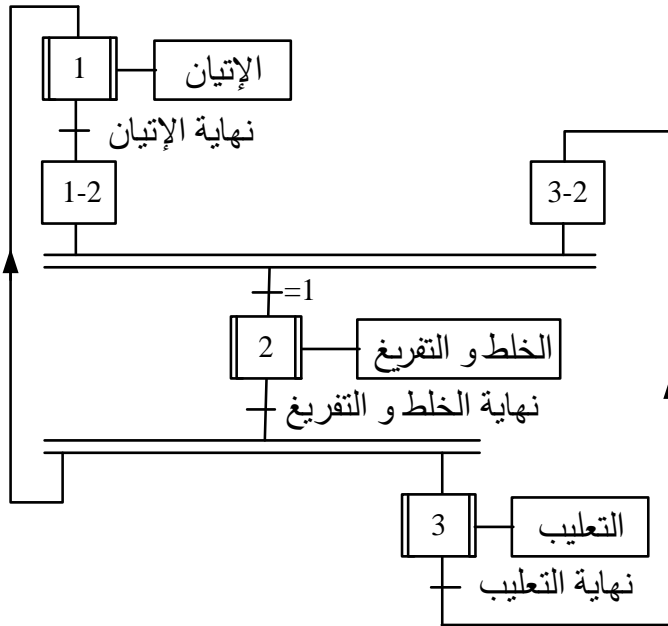 1 الإتيان
نهاية الإتيان
1-2 3-2
=1
2 الخلط و التفريغ
نهاية الخلط و التفريغ
3 التعليب
نهاية التعليب